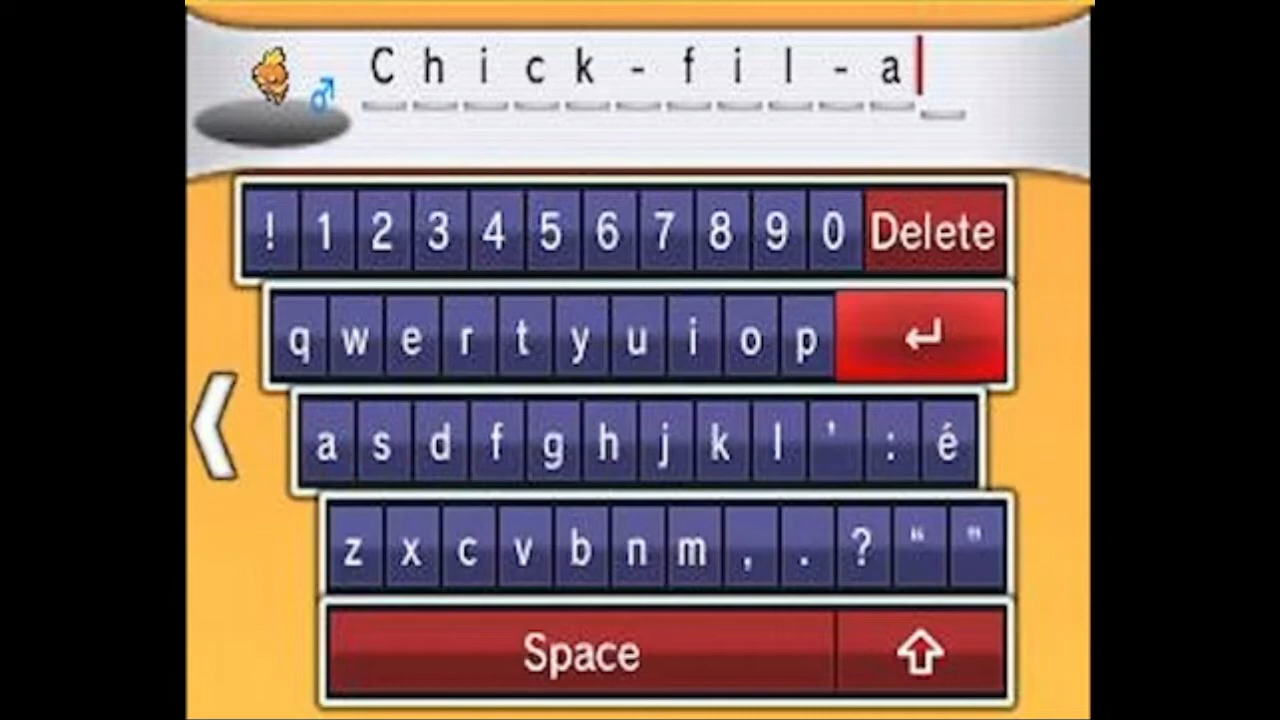 Chick-fil-a
! 1 2 3 4 5 6 7 8 9 0 Delete
q w e r t y u i o p
a s d f g h j k l ' : é
z x c v b n m , . ? “ ”
Space